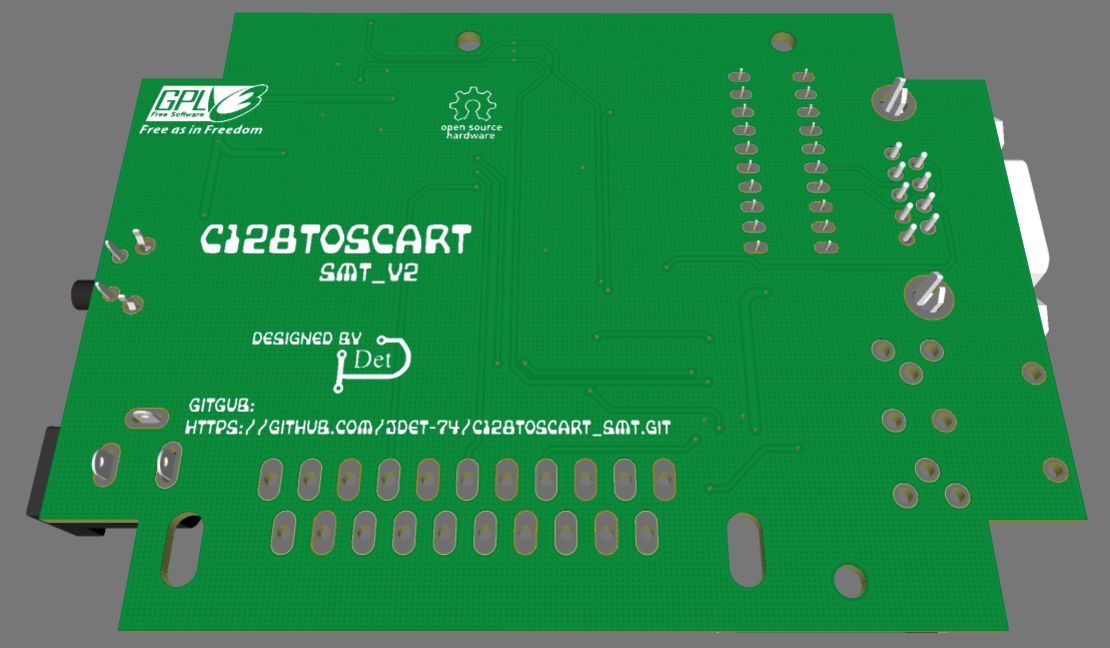 GPL 3
Free Software
Free as in Freedom
open source
hardware
C128TOSCART
SMT_V2
DESIGNED BY
Det
GITGUB:
HTTPS://GITHUB.COM/JDET-74/C128TOSCART_SMT.GIT